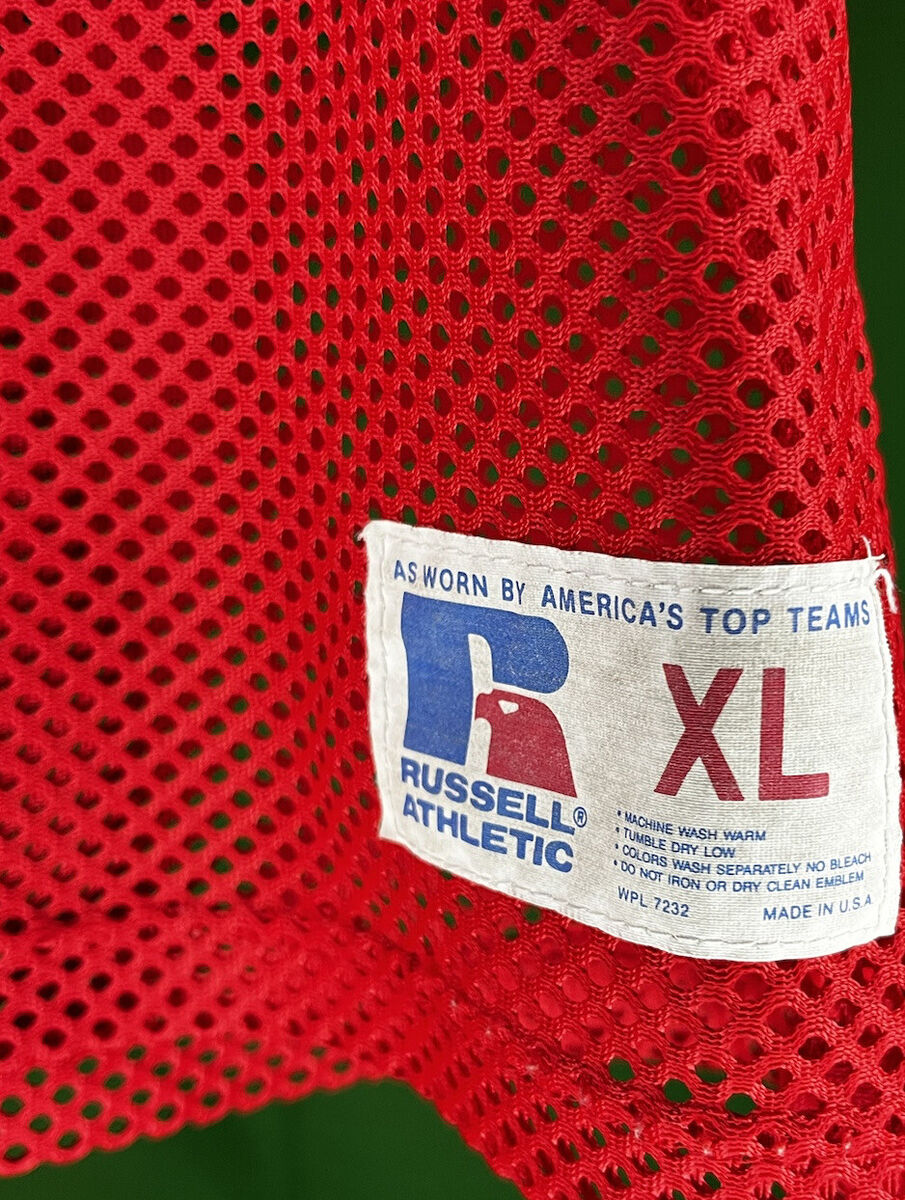 AS WORN BY AMERICA'S TOP TEAMS
RUSSELL®
ATHLETIC
XL
• MACHINE WASH WARM
• TUMBLE DRY LOW
• COLORS WASH SEPARATELY NO BLEACH
• DO NOT IRON OR DRY CLEAN EMBLEM
WPL 7232
MADE IN U.S.A.